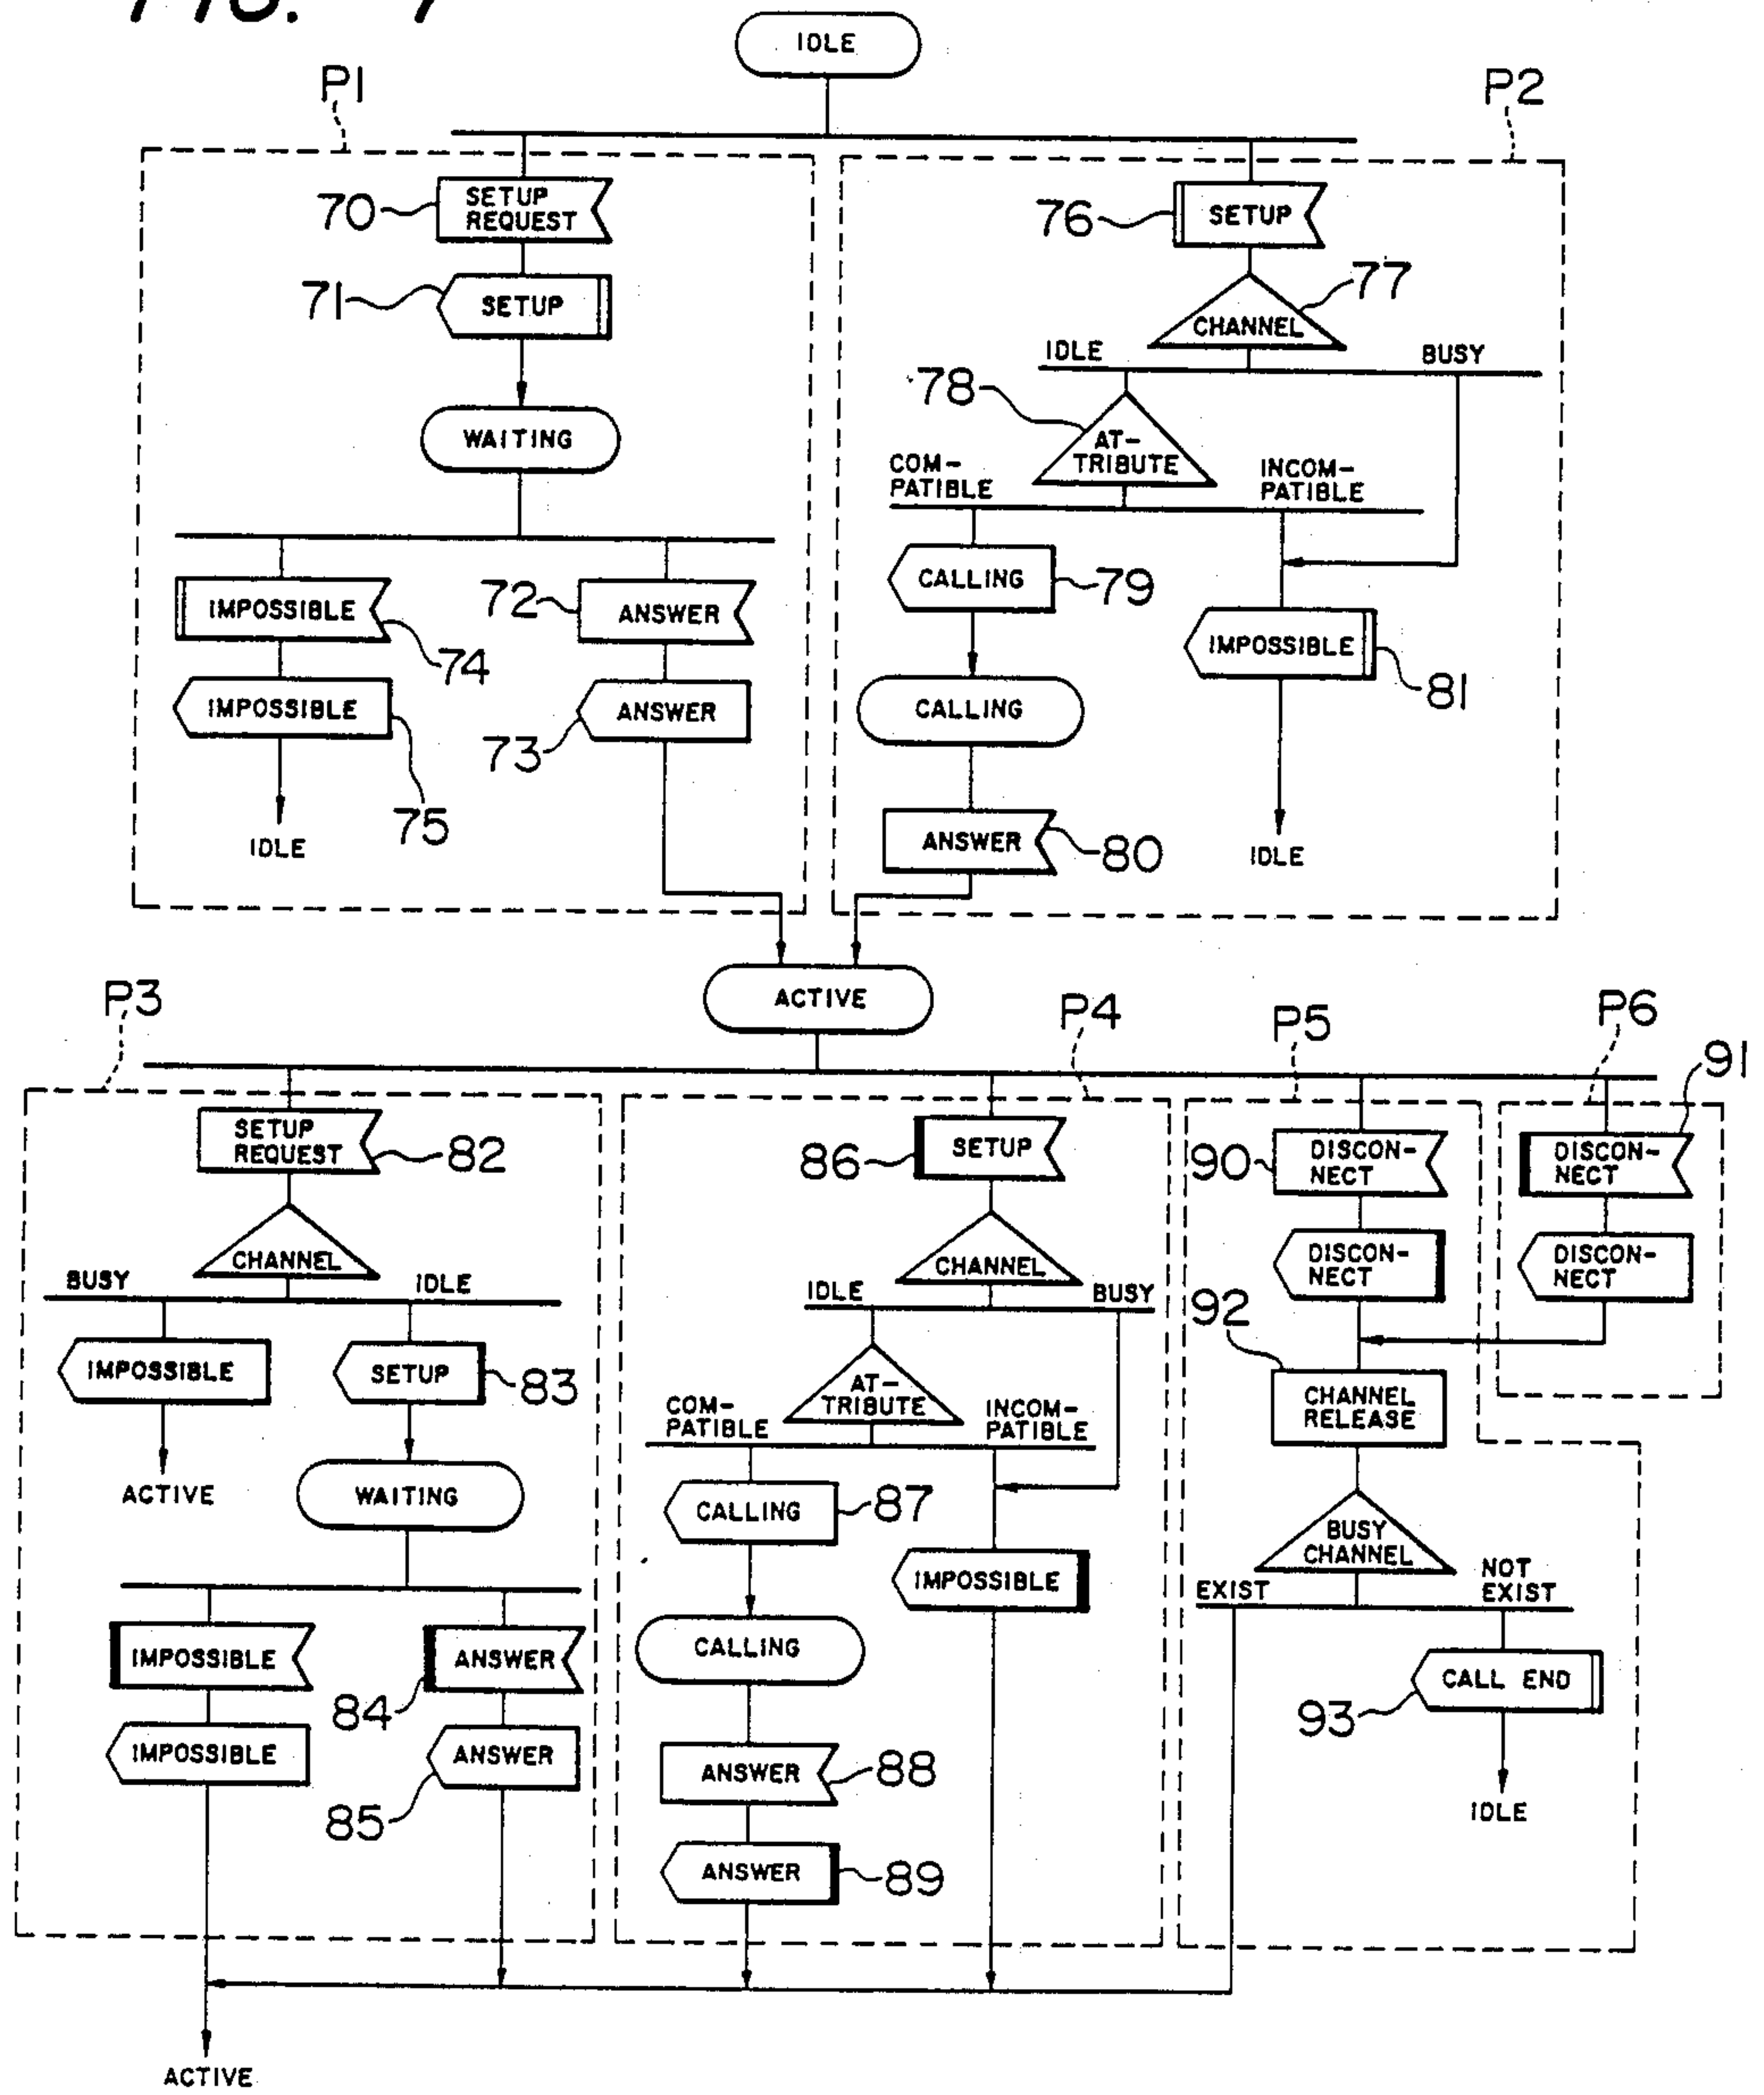 IDLE
P1
P2
70
SETUP
REQUEST
76
SETUP
71
SETUP
77
CHANNEL
IDLE
BUSY
78
AT-
TRIBUTE
WAITING
COM-
PATIBLE
INCOM-
PATIBLE
IMPOSSIBLE
72
ANSWER
CALLING
79
74
IMPOSSIBLE
81
IMPOSSIBLE
ANSWER
CALLING
73
75
IDLE
ANSWER
80
IDLE
ACTIVE
P3
P4
P5
P6
91
SETUP
REQUEST
82
86
SETUP
90
DISCON-
NECT
DISCON-
NECT
CHANNEL
BUSY
IDLE
CHANNEL
IDLE
BUSY
DISCON-
NECT
DISCON-
NECT
92
IMPOSSIBLE
SETUP
83
AT-
TRIBUTE
COM-
PATIBLE
INCOM-
PATIBLE
CHANNEL
RELEASE
ACTIVE
WAITING
CALLING
87
BUSY
CHANNEL
EXIST
NOT
EXIST
IMPOSSIBLE
IMPOSSIBLE
ANSWER
84
CALLING
CALL END
93
IMPOSSIBLE
ANSWER
85
ANSWER
88
IDLE
ANSWER
89
ACTIVE